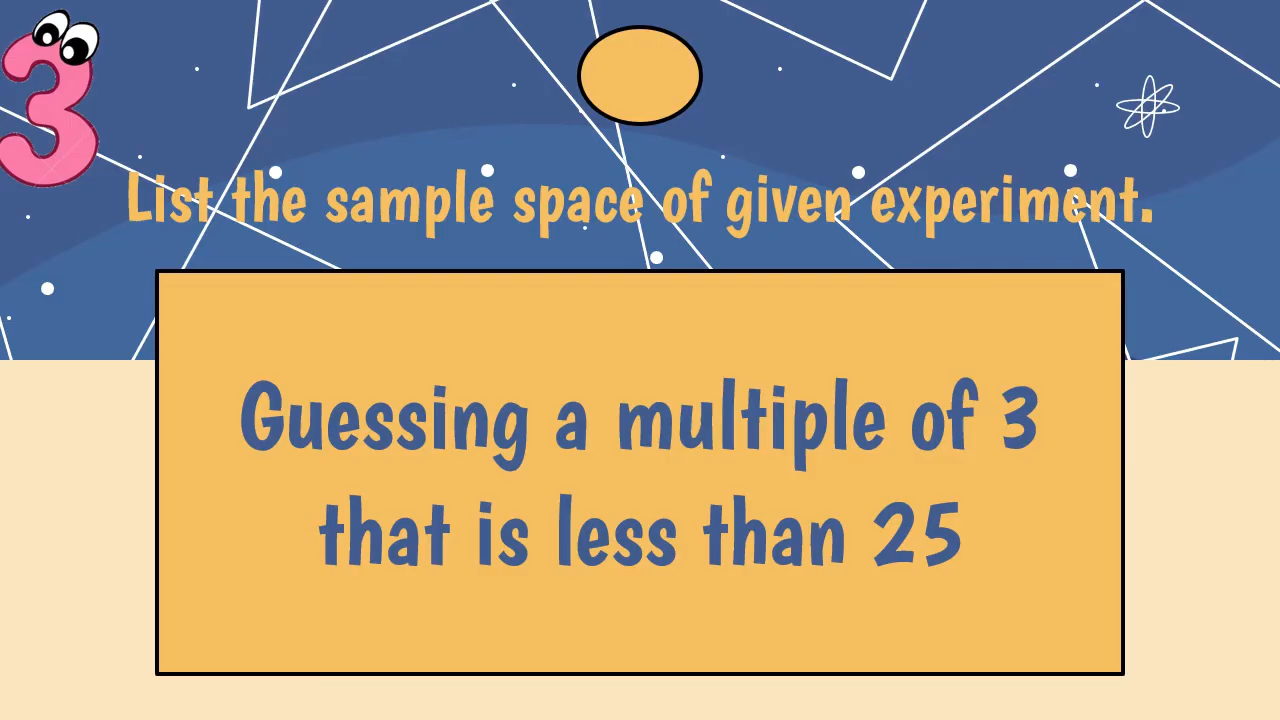 3
List the sample space of given experiment.
Guessing a multiple of 3
that is less than 25